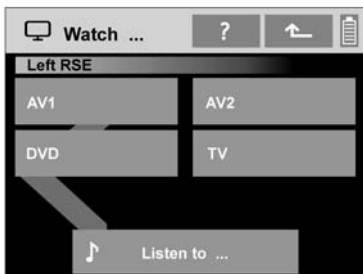 Watch ... ?
Left RSE
AV1 AV2
DVD TV
Listen to ...